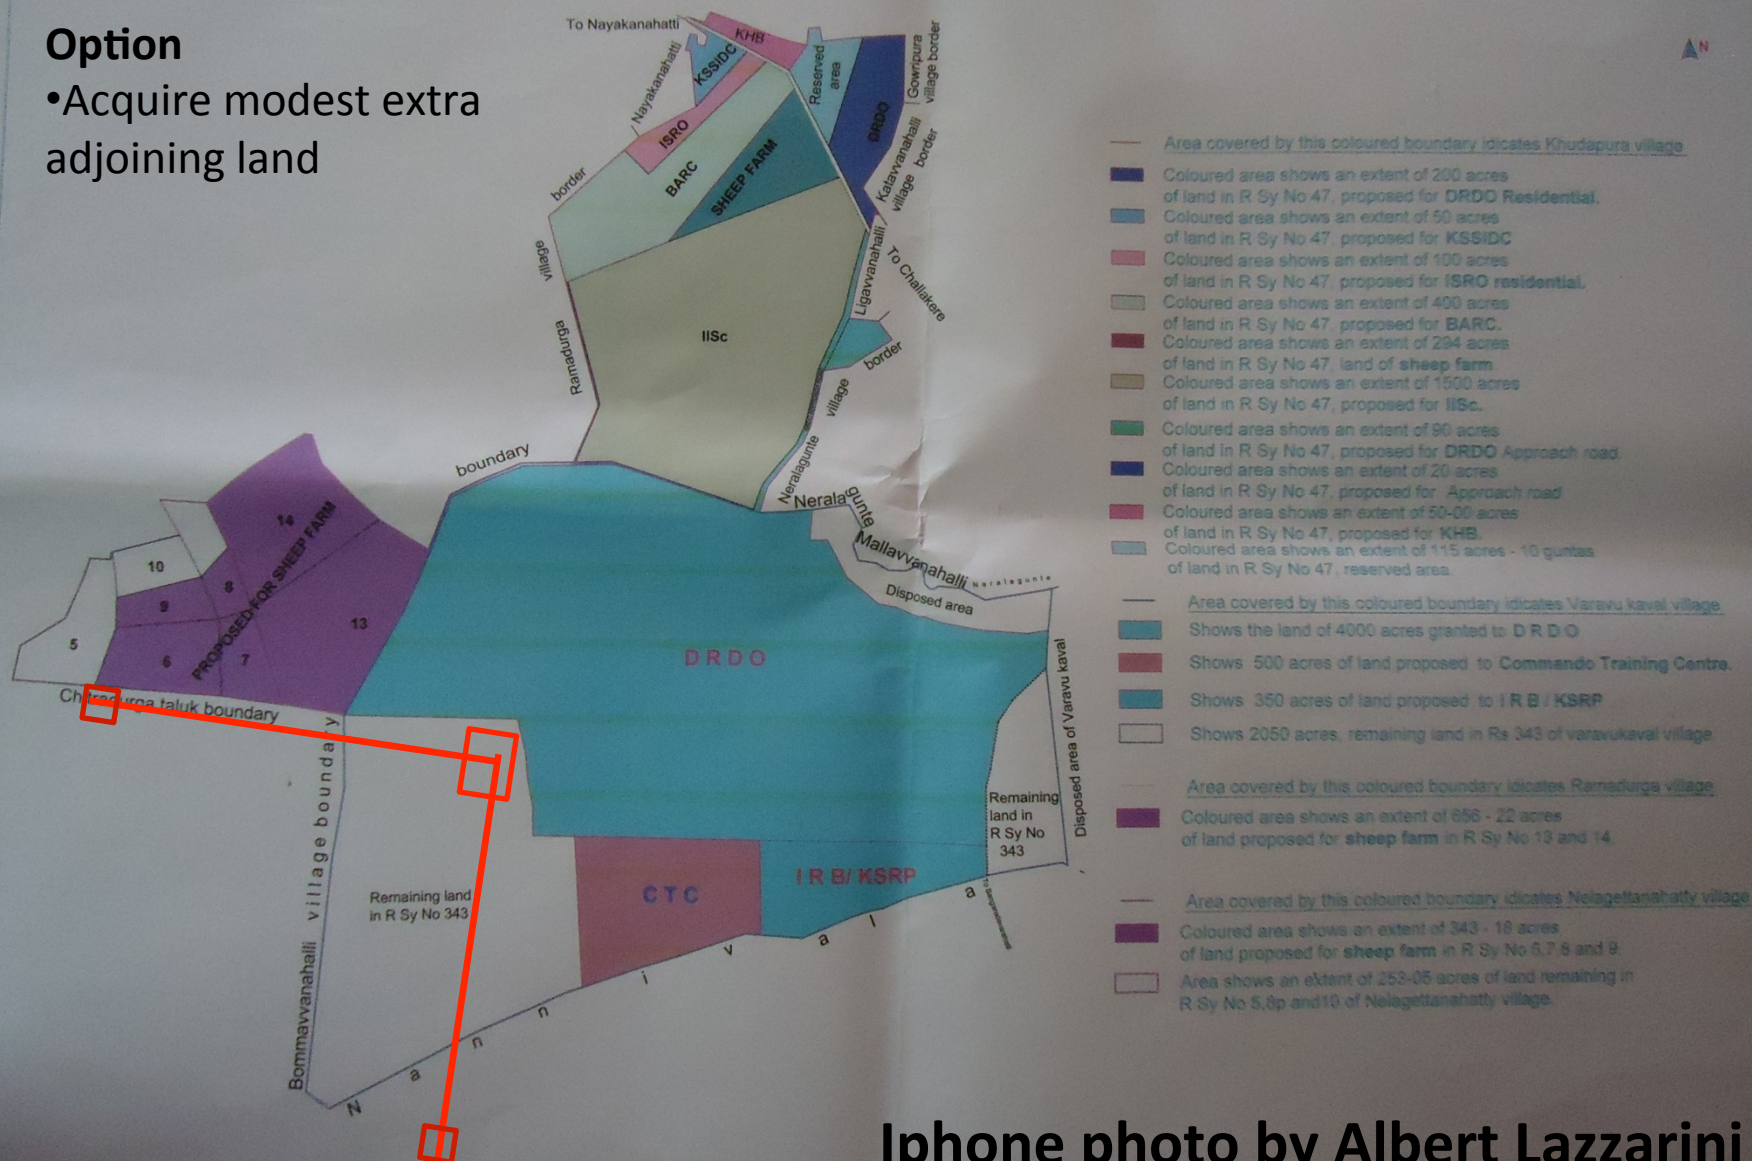 Option
•Acquire modest extra
adjoining land
To Nayakanahatti
KHB
KSSIDC
Reserved
area
DRDO
Gowripura
village border
N
Nayakanahatti
ISRO
BARC
SHEEP FARM
Katavvanahalli
village border
border
village
Ramadurga
IISc
Ligavvanahalli
To Challakere
border
village
Neralagunte
boundary
Nerala
gunte
Mallavvanahalli
Neralagunte
Disposed area
14
10
9
8
13
5
6
7
PROPOSED FOR SHEEP FARM
DRDO
Disposed area of Varavu kaval
Chitradurga taluk boundary
Bommavvanahalli village boundary
Remaining
land in
R Sy No
343
Remaining land
in R Sy No 343
CTC
I R B/ KSRP
N a n n i v a l a
Area covered by this coloured boundary idicates Khudapura village
Coloured area shows an extent of 200 acres
of land in R Sy No 47, proposed for DRDO Residential.
Coloured area shows an extent of 50 acres
of land in R Sy No 47, proposed for KSSIDC
Coloured area shows an extent of 100 acres
of land in R Sy No 47, proposed for ISRO residential.
Coloured area shows an extent of 400 acres
of land in R Sy No 47, proposed for BARC.
Coloured area shows an extent of 294 acres
of land in R Sy No 47, land of sheep farm
Coloured area shows an extent of 1500 acres
of land in R Sy No 47, proposed for IISc.
Coloured area shows an extent of 90 acres
of land in R Sy No 47, proposed for DRDO Approach road.
Coloured area shows an extent of 20 acres
of land in R Sy No 47, proposed for Approach road
Coloured area shows an extent of 50-00 acres
of land in R Sy No 47, proposed for KHB.
Coloured area shows an extent of 115 acres - 10 guntas
of land in R Sy No 47, reserved area.
Area covered by this coloured boundary idicates Varavu kaval village
Shows the land of 4000 acres granted to D R D O
Shows 500 acres of land proposed to Commando Training Centre.
Shows 350 acres of land proposed to I R B / KSRP
Shows 2050 acres, remaining land in Rs 343 of varavukaval village
Area covered by this coloured boundary idicates Ramadurga village
Coloured area shows an extent of 656 - 22 acres
of land proposed for sheep farm in R Sy No 13 and 14.
Area covered by this coloured boundary idicates Nelagettanahatty village
Coloured area shows an extent of 343 - 18 acres
of land proposed for sheep farm in R Sy No 6,7,8 and 9.
Area shows an extent of 253-05 acres of land remaining in
R Sy No 5,8p and10 of Nelagettanahatty village.
Iphone photo by Albert Lazzarini